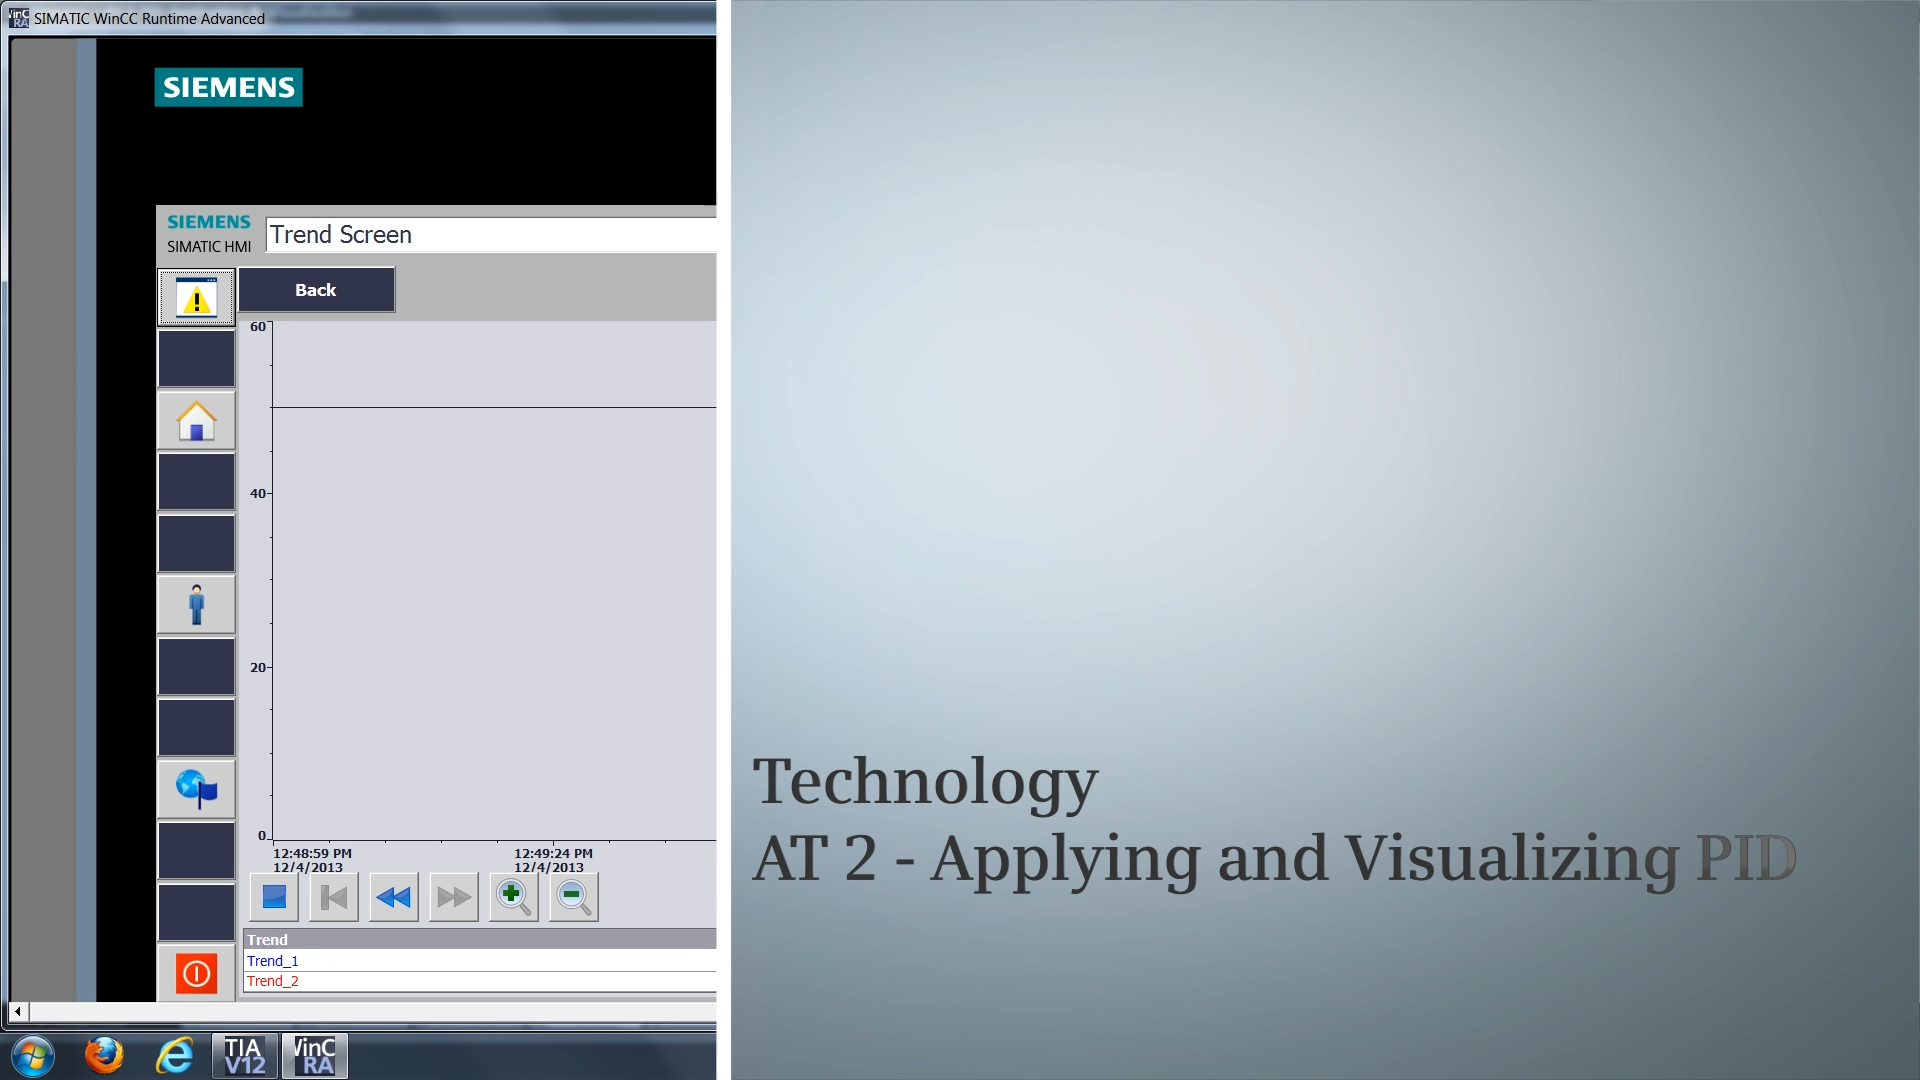 SIMATIC WinCC Runtime Advanced
SIEMENS
SIEMENS
SIMATIC HMI
Trend Screen
Back
60
40
20
0
12:48:59 PM
12/4/2013
12:49:24 PM
12/4/2013
Trend
Trend_1
Trend_2
TIA
V12
WinC
RA
Technology
AT 2 - Applying and Visualizing PID